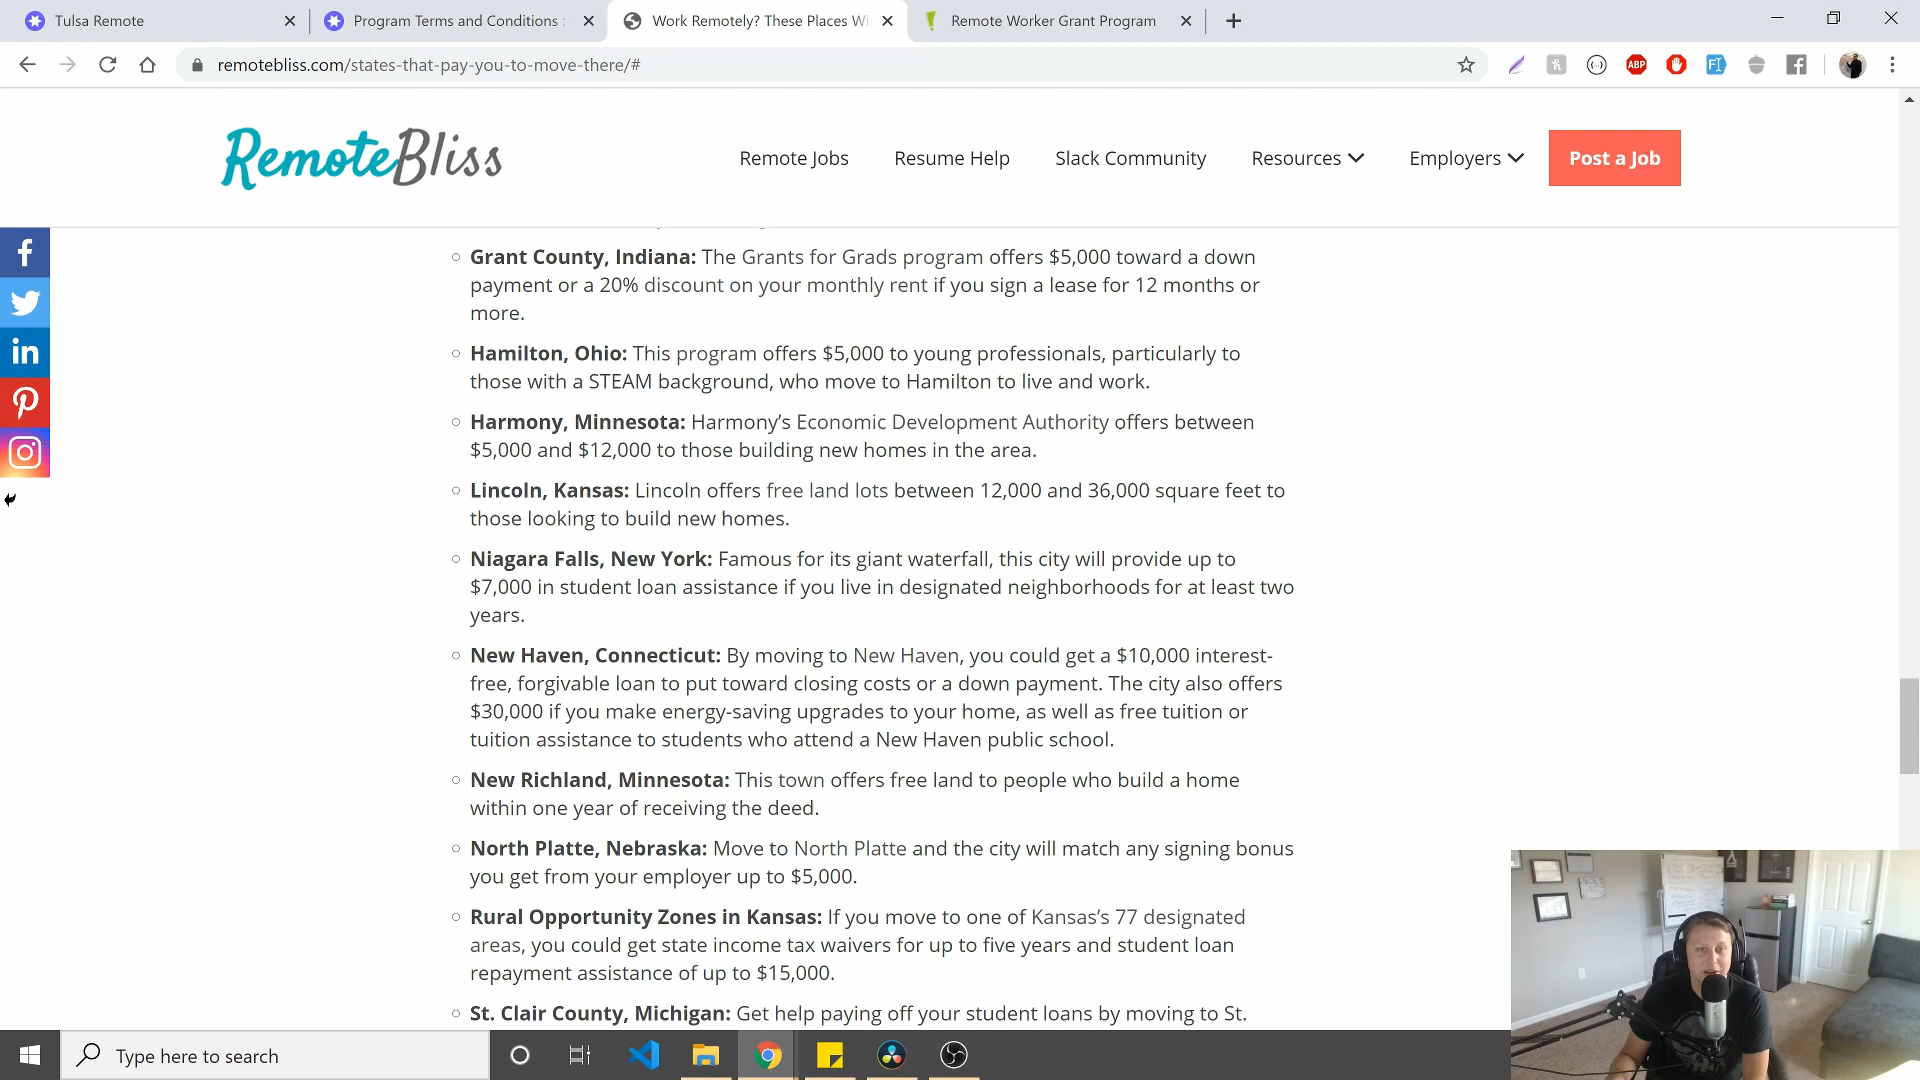 Tulsa Remote
Program Terms and Conditions :
Work Remotely? These Places Wi
Remote Worker Grant Program
remotebliss.com/states-that-pay-you-to-move-there/#
RemoteBliss
Remote Jobs
Resume Help
Slack Community
Resources
Employers
Post a Job
Grant County, Indiana: The Grants for Grads program offers $5,000 toward a down
payment or a 20% discount on your monthly rent if you sign a lease for 12 months or
more.
Hamilton, Ohio: This program offers $5,000 to young professionals, particularly to
those with a STEAM background, who move to Hamilton to live and work.
Harmony, Minnesota: Harmony’s Economic Development Authority offers between
$5,000 and $12,000 to those building new homes in the area.
Lincoln, Kansas: Lincoln offers free land lots between 12,000 and 36,000 square feet to
those looking to build new homes.
Niagara Falls, New York: Famous for its giant waterfall, this city will provide up to
$7,000 in student loan assistance if you live in designated neighborhoods for at least two
years.
New Haven, Connecticut: By moving to New Haven, you could get a $10,000 interest-
free, forgivable loan to put toward closing costs or a down payment. The city also offers
$30,000 if you make energy-saving upgrades to your home, as well as free tuition or
tuition assistance to students who attend a New Haven public school.
New Richland, Minnesota: This town offers free land to people who build a home
within one year of receiving the deed.
North Platte, Nebraska: Move to North Platte and the city will match any signing bonus
you get from your employer up to $5,000.
Rural Opportunity Zones in Kansas: If you move to one of Kansas’s 77 designated
areas, you could get state income tax waivers for up to five years and student loan
repayment assistance of up to $15,000.
St. Clair County, Michigan: Get help paying off your student loans by moving to St.
Type here to search